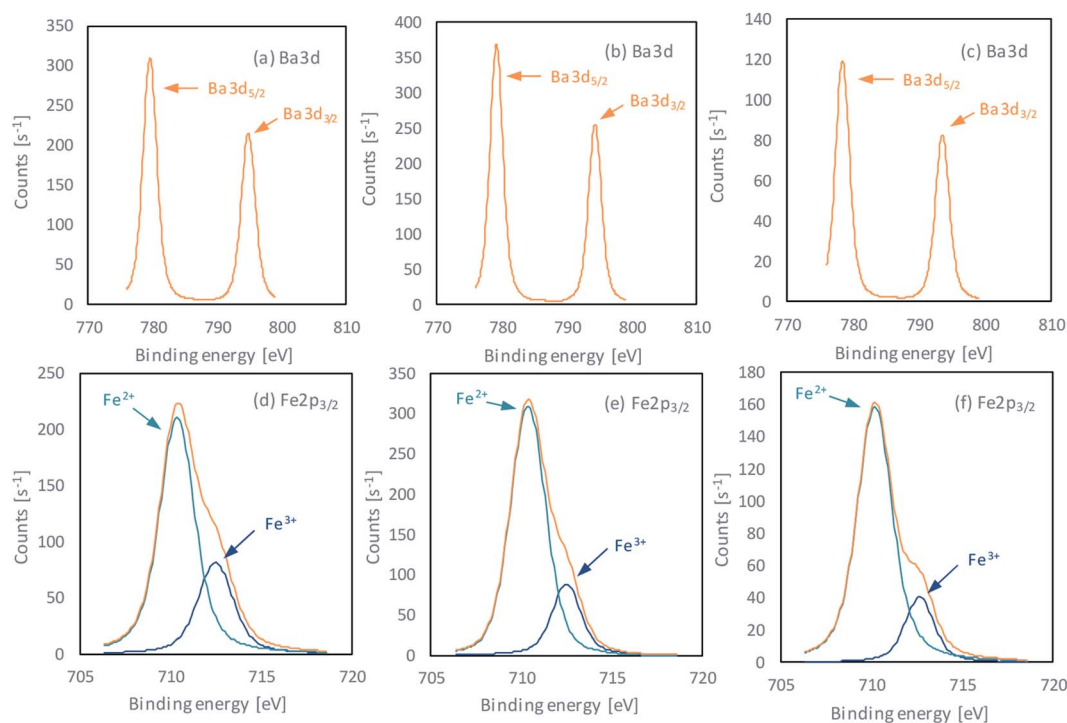 350
300
250
200
150
100
50
0
770 780 790 800 810
Counts [s⁻¹]
Binding energy [eV]
(a) Ba3d
Ba3d₅/₂
Ba3d₃/₂
400
350
300
250
200
150
100
50
0
770 780 790 800 810
Counts [s⁻¹]
Binding energy [eV]
(b) Ba3d
Ba3d₅/₂
Ba3d₃/₂
140
120
100
80
60
40
20
0
770 780 790 800 810
Counts [s⁻¹]
Binding energy [eV]
(c) Ba3d
Ba3d₅/₂
Ba3d₃/₂
250
200
150
100
50
0
705 710 715 720
Counts [s⁻¹]
Binding energy [eV]
(d) Fe2p₃/₂
Fe²⁺
Fe³⁺
350
300
250
200
150
100
50
0
705 710 715 720
Counts [s⁻¹]
Binding energy [eV]
(e) Fe2p₃/₂
Fe²⁺
Fe³⁺
180
160
140
120
100
80
60
40
20
0
705 710 715 720
Counts [s⁻¹]
Binding energy [eV]
(f) Fe2p₃/₂
Fe²⁺
Fe³⁺